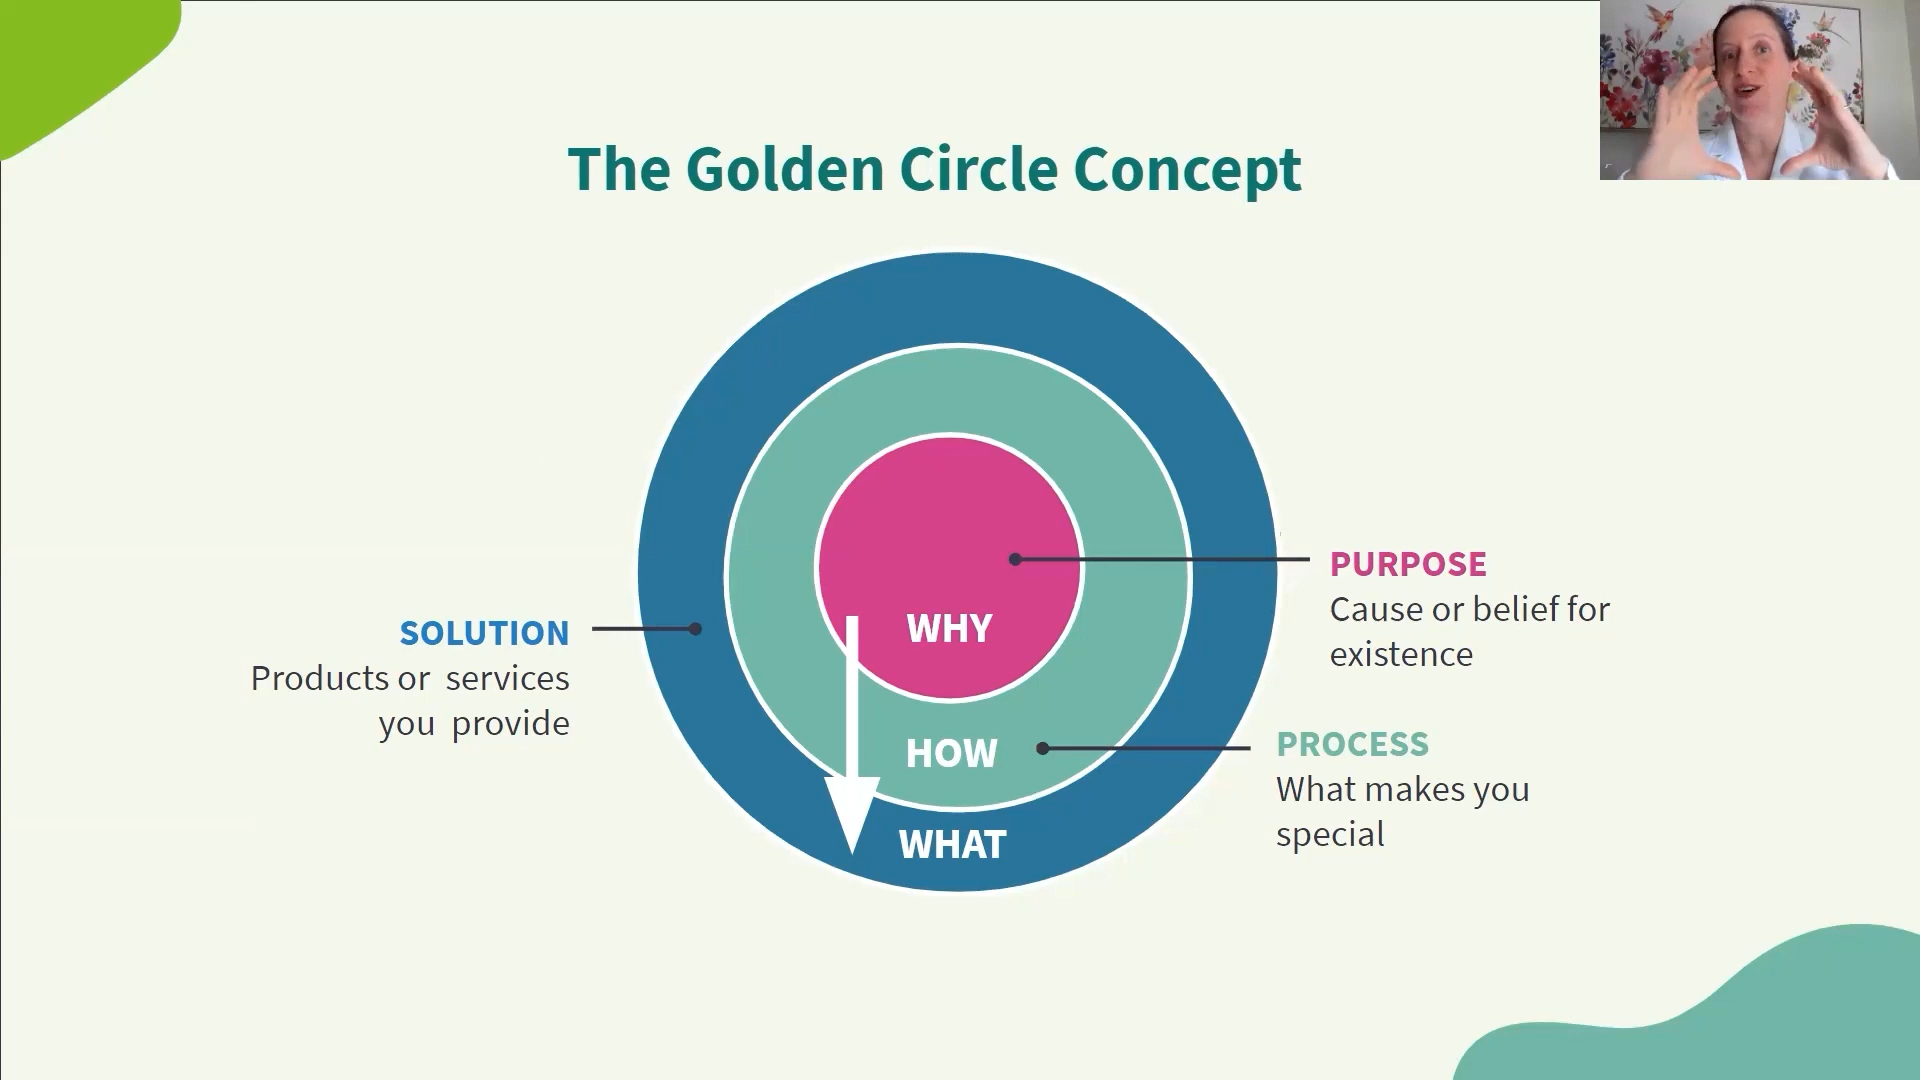 The Golden Circle Concept
WHY
HOW
WHAT
SOLUTION
Products or services
you provide
PURPOSE
Cause or belief for
existence
PROCESS
What makes you
special